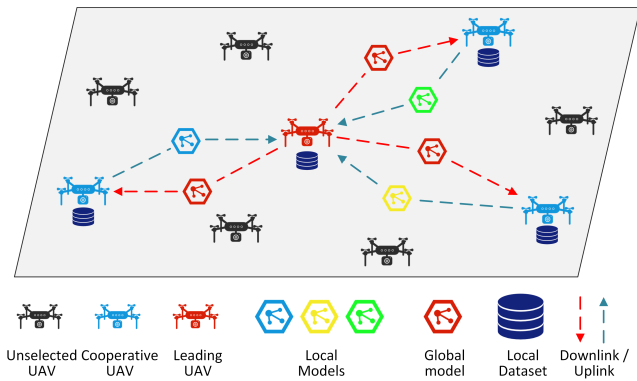 Unselected UAV
Cooperative UAV
Leading UAV
Local Models
Global model
Local Dataset
Downlink / Uplink